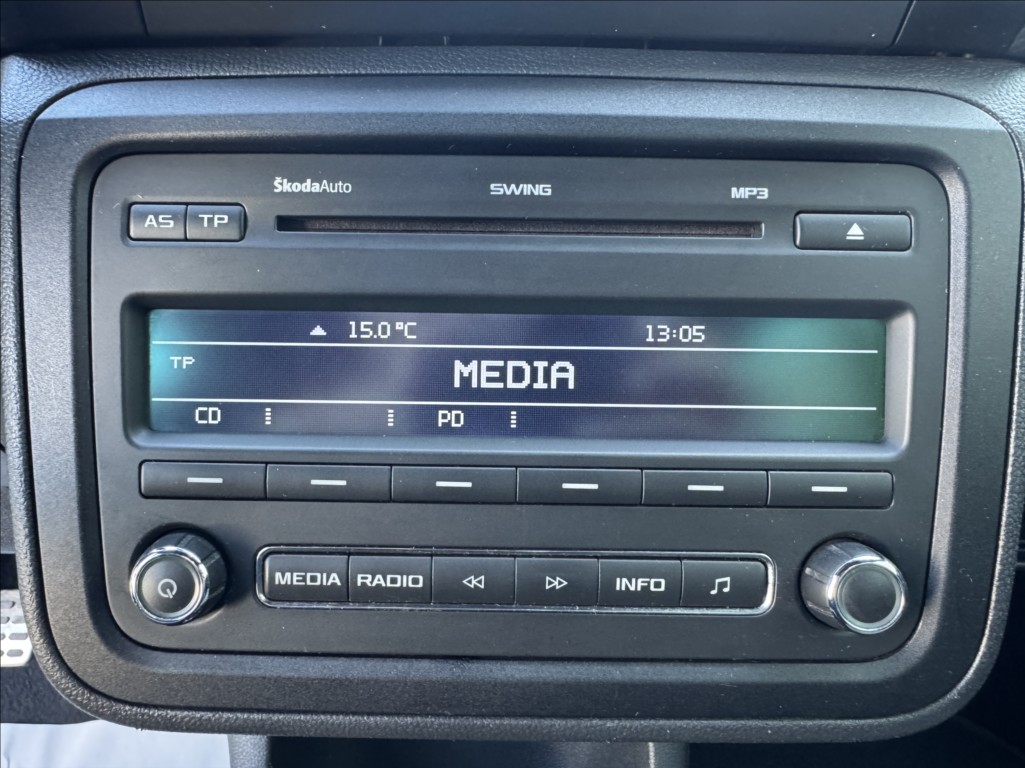 ŠkodaAuto SWING MP3
AS TP
15.0 °C 13:05
TP
MEDIA
CD PD
MEDIA RADIO INFO